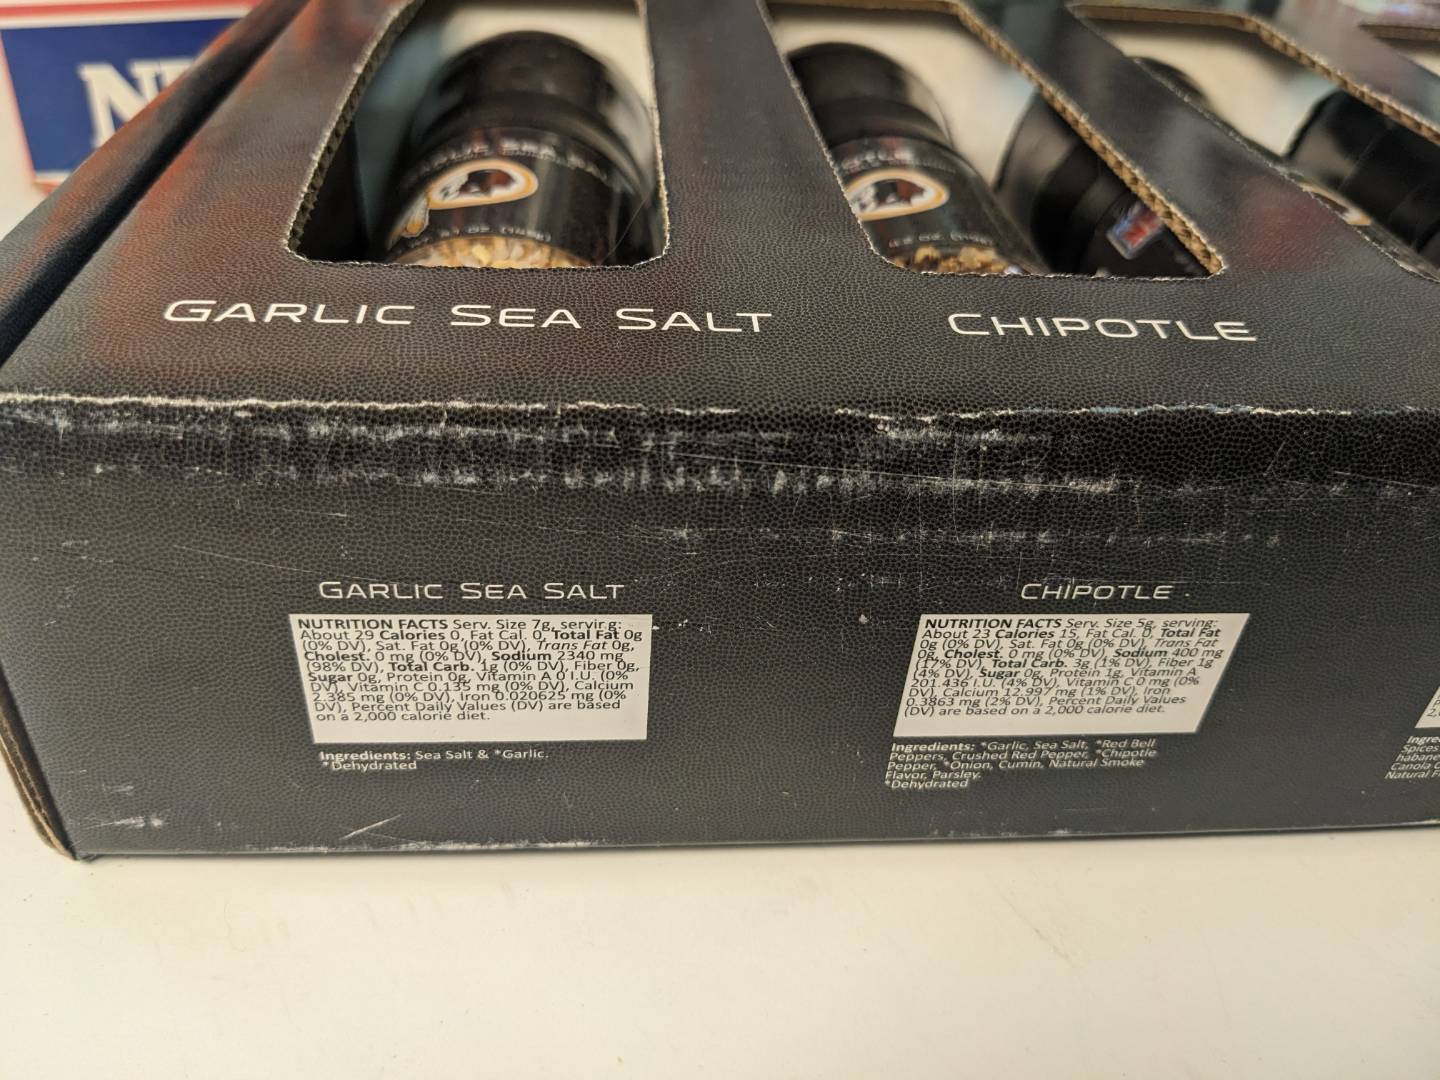 GARLIC SEA SALT
CHIPOTLE
GARLIC SEA SALT
NUTRITION FACTS Serv. Size 7g, serving:
About 29 Calories 0, Fat Cal. 0, Total Fat 0g
(0% DV), Sat. Fat 0g (0% DV), Trans Fat 0g,
Cholest. 0 mg (0% DV), Sodium 2340 mg
(98% DV), Total Carb. 1g (0% DV), Fiber 0g,
Sugar 0g, Protein 0g, Vitamin A 0 I.U. (0%
DV), Vitamin C 0.135 mg (0% DV), Calcium
2.385 mg (0% DV), Iron 0.020625 mg (0%
DV), Percent Daily Values (DV) are based
on a 2,000 calorie diet.
Ingredients: Sea Salt & *Garlic.
*Dehydrated
CHIPOTLE
NUTRITION FACTS Serv. Size 5g, serving:
About 23 Calories 15, Fat Cal. 0, Total Fat
0g (0% DV), Sat. Fat 0g (0% DV), Trans Fat
0g, Cholest. 0 mg (0% DV), Sodium 400 mg
(17% DV), Total Carb. 3g (1% DV), Fiber 1g
(4% DV), Sugar 0g, Protein 1g, Vitamin A
201.436 I.U. (4% DV), Vitamin C 0 mg (0%
DV), Calcium 12.997 mg (1% DV), Iron
0.3863 mg (2% DV), Percent Daily Values
(DV) are based on a 2,000 calorie diet.
Ingredients: *Garlic, Sea Salt, *Red Bell
Peppers, Crushed Red Pepper, *Chipotle
Pepper, *Onion, Cumin, Natural Smoke
Flavor, Parsley.
*Dehydrated
Spices
Natural